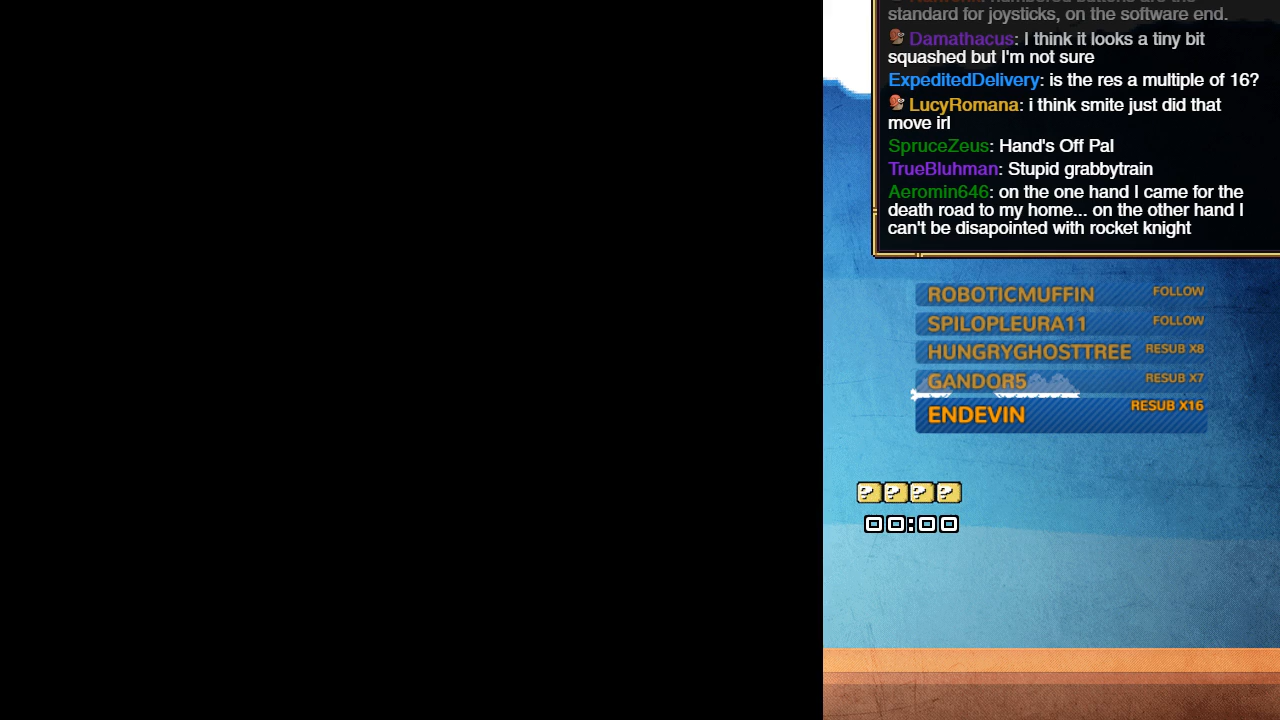 standard for joysticks, on the software end.
Damathacus: I think it looks a tiny bit
squashed but I'm not sure
ExpeditedDelivery: is the res a multiple of 16?
LucyRomana: i think smite just did that
move irl
SpruceZeus: Hand's Off Pal
TrueBluhman: Stupid grabbytrain
Aeromin646: on the one hand I came for the
death road to my home... on the other hand I
can't be disapointed with rocket knight
ROBOTICMUFFIN FOLLOW
SPILOPLEURA11 FOLLOW
HUNGRYGHOSTTREE RESUB X8
GANDOR5 RESUB X7
ENDEVIN RESUB X16
? ? ? ?
00:00